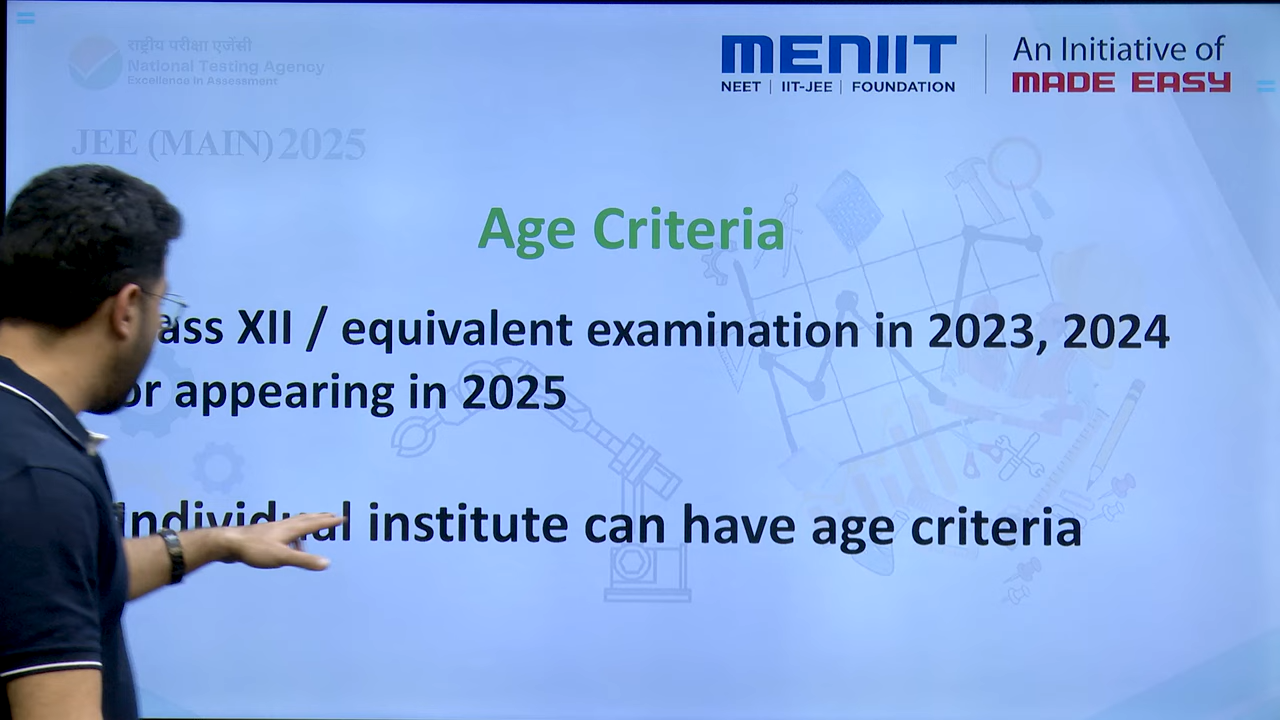 राष्ट्रीय परीक्षा एजेंसी
National Testing Agency
Excellence in Assessment
MENIIT
NEET | IIT-JEE | FOUNDATION
An Initiative of
MADE EASY
JEE (MAIN) 2025
Age Criteria
ass XII / equivalent examination in 2023, 2024
or appearing in 2025
Individual institute can have age criteria